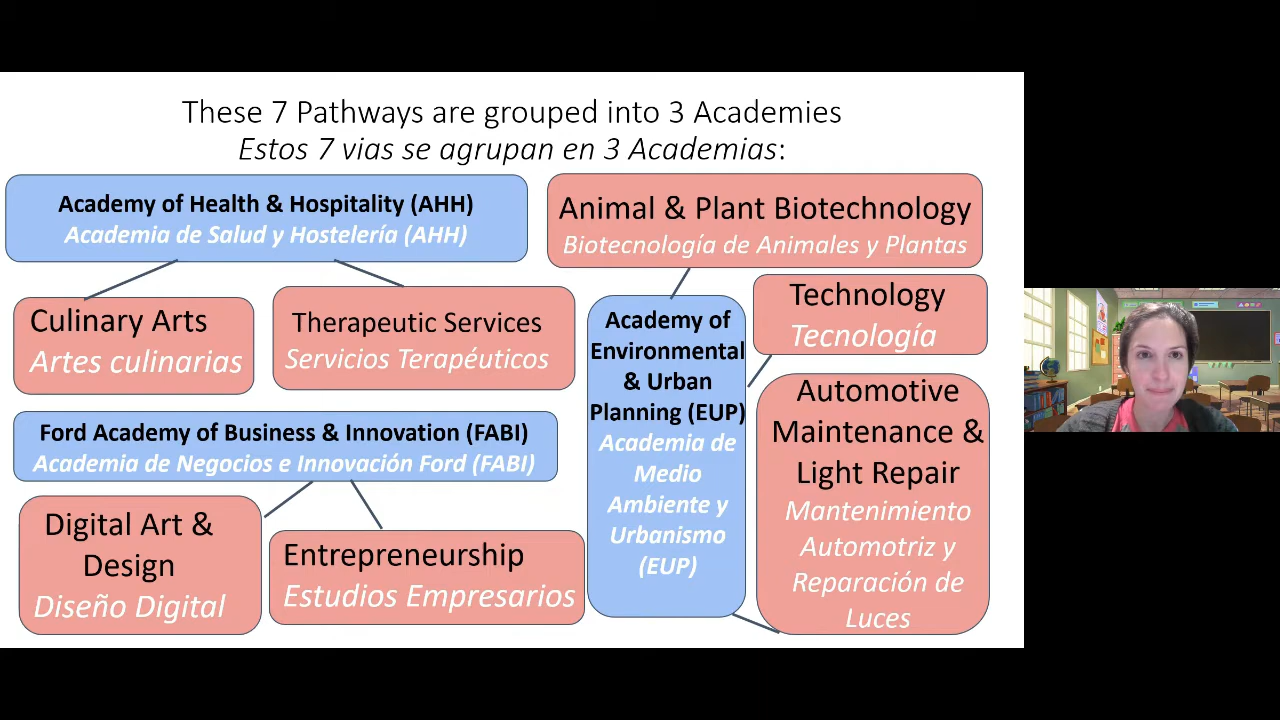 These 7 Pathways are grouped into 3 Academies
Estos 7 vias se agrupan en 3 Academias:
Academy of Health & Hospitality (AHH)
Academia de Salud y Hostelería (AHH)
Culinary Arts
Artes culinarias
Therapeutic Services
Servicios Terapéuticos
Ford Academy of Business & Innovation (FABI)
Academia de Negocios e Innovación Ford (FABI)
Digital Art &
Design
Diseño Digital
Entrepreneurship
Estudios Empresarios
Animal & Plant Biotechnology
Biotecnología de Animales y Plantas
Academy of
Environmental
& Urban
Planning (EUP)
Academia de
Medio
Ambiente y
Urbanismo
(EUP)
Technology
Tecnología
Automotive
Maintenance &
Light Repair
Mantenimiento
Automotriz y
Reparación de
Luces